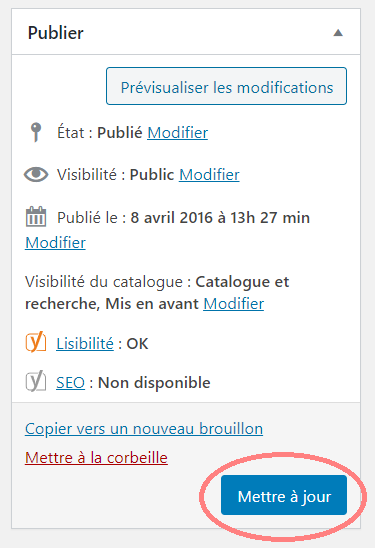 Publier
Prévisualiser les modifications
État : Publié Modifier
Visibilité : Public Modifier
Publié le : 8 avril 2016 à 13h 27 min
Modifier
Visibilité du catalogue : Catalogue et
recherche, Mis en avant Modifier
Lisibilité : OK
SEO : Non disponible
Copier vers un nouveau brouillon
Mettre à la corbeille
Mettre à jour